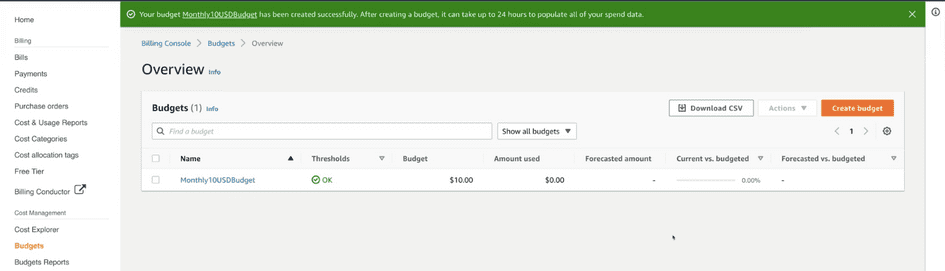 Home
Billing
Bills
Payments
Credits
Purchase orders
Cost & Usage Reports
Cost Categories
Cost allocation tags
Free Tier
Billing Conductor
Cost Management
Cost Explorer
Budgets
Budgets Reports
Your budget Monthly10USDBudget has been created successfully. After creating a budget, it can take up to 24 hours to populate all of your spend data.
Billing Console > Budgets > Overview
Overview Info
Budgets (1) Info
Download CSV Actions Create budget
Find a budget Show all budgets 1
Name Thresholds Budget Amount used Forecasted amount Current vs. budgeted Forecasted vs. budgeted
Monthly10USDBudget OK $10.00 $0.00 - 0.00% -